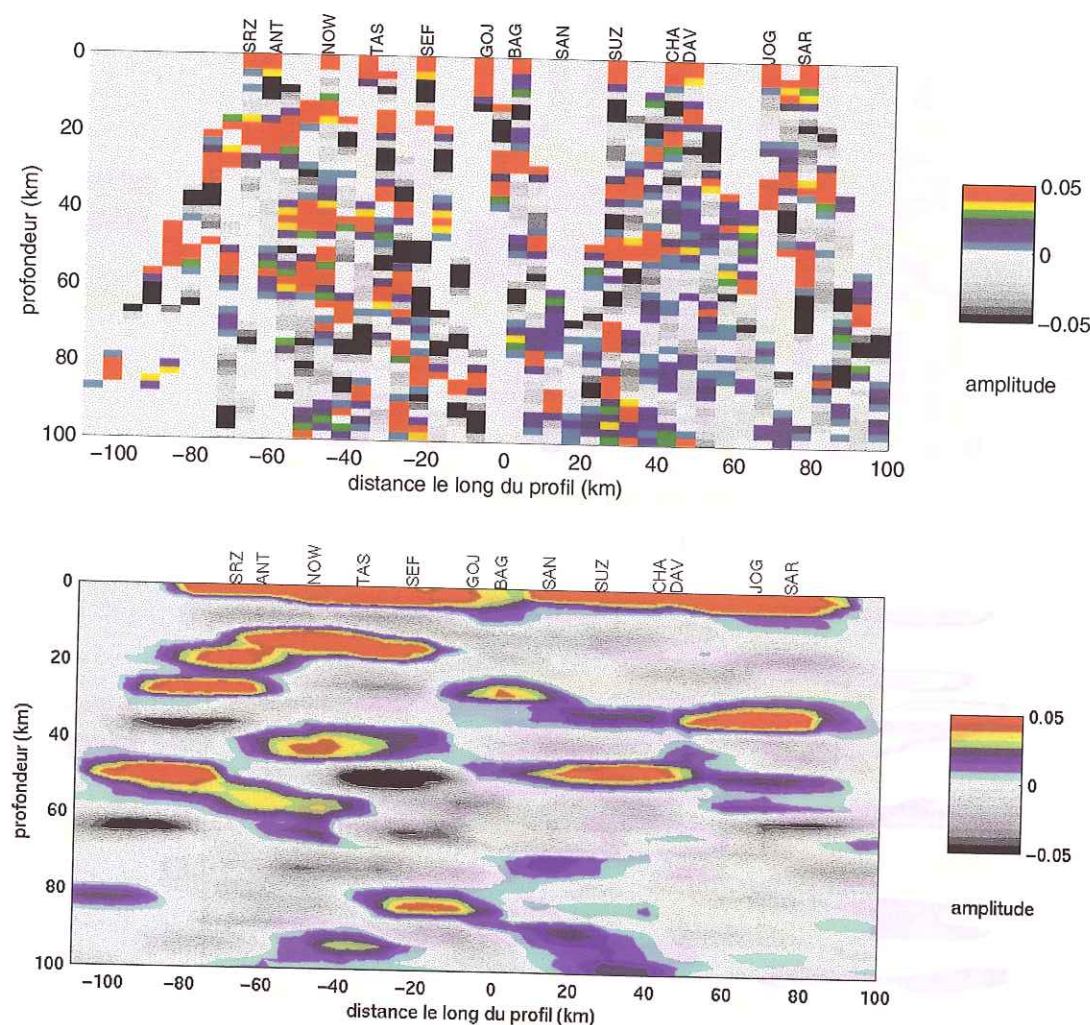 SRZ ANT NOW TAS SEF GOJ BAG SAN SUZ CHA DAV JOG SAR
0
20
40
60
80
100
profondeur (km)
−100 −80 −60 −40 −20 0 20 40 60 80 100
distance le long du profil (km)
0.05
0
−0.05
amplitude
SRZ ANT NOW TAS SEF GOJ BAG SAN SUZ CHA DAV JOG SAR
0
20
40
60
80
100
profondeur (km)
−100 −80 −60 −40 −20 0 20 40 60 80 100
distance le long du profil (km)
0.05
0
−0.05
amplitude